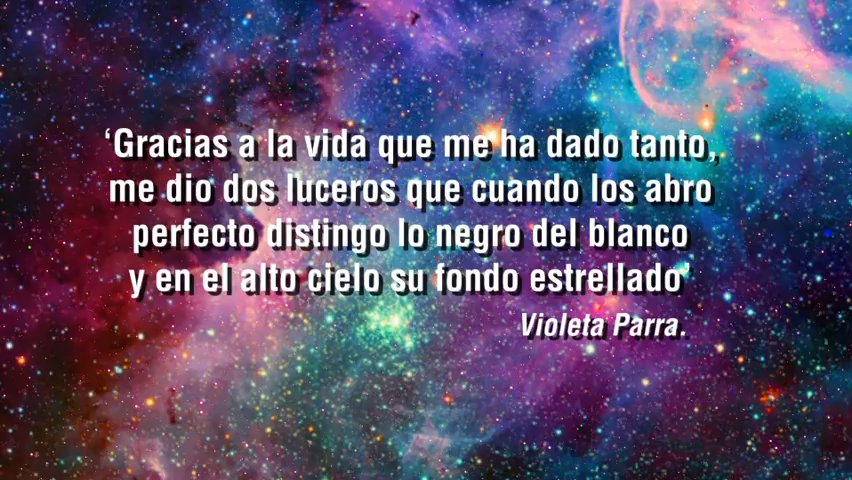 ‘Gracias a la vida que me ha dado tanto,
me dio dos luceros que cuando los abro
perfecto distingo lo negro del blanco
y en el alto cielo su fondo estrellado’
Violeta Parra.